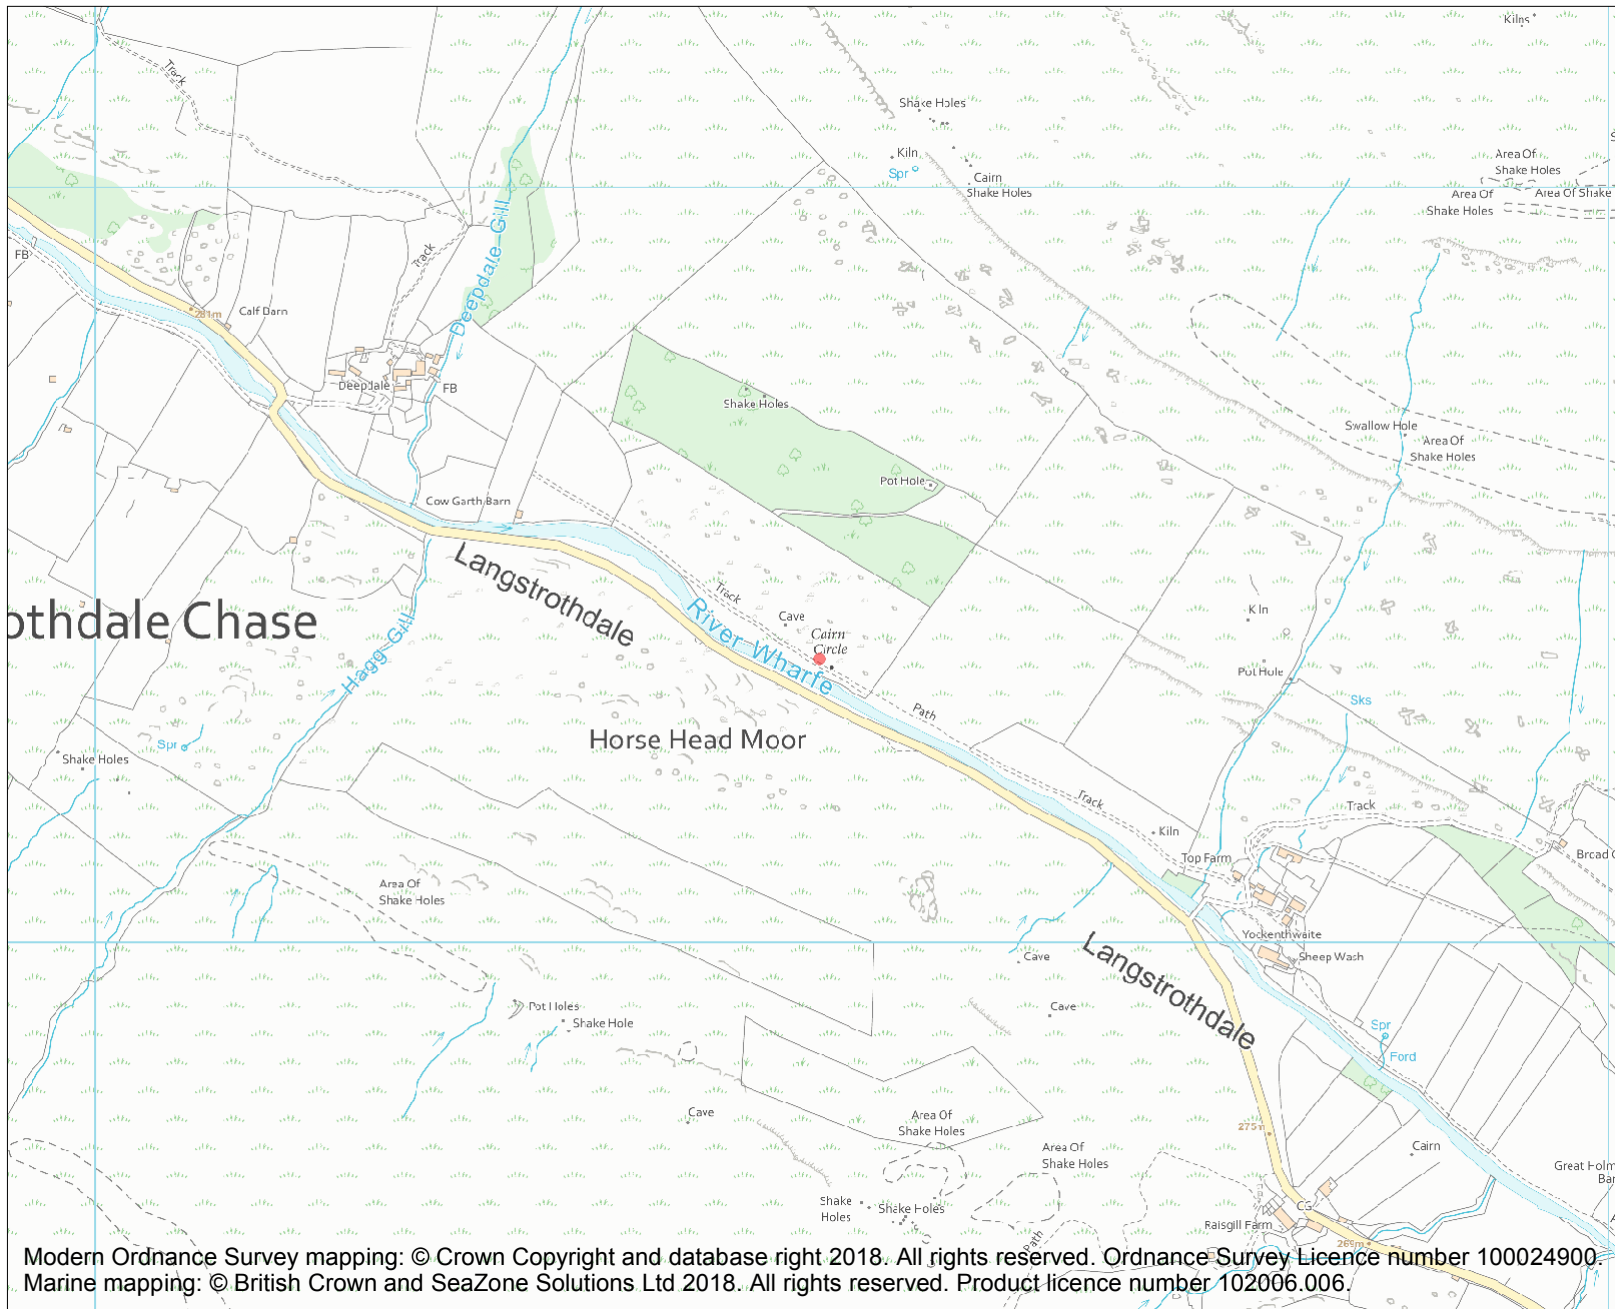 Kilns
Track
Shake Holes
Kiln
Spr
Cairn
Shake Holes
Area Of
Shake Holes
Area Of
Shake Holes
Area Of Shake
FB
Track
Deepdale Gill
281m
Calf Barn
Deepdale
FB
Shake Holes
Swallow Hole
Area Of
Shake Holes
Pot Hole
Cow Garth Barn
Langstrothdale
Track
River Wharfe
Cave
Cairn
Circle
othdale Chase
Hagg Gill
Kln
Pot Hole
Sks
Path
Horse Head Moor
Spr
Shake Holes
Track
Track
Kiln
Top Farm
Broad
Area Of
Shake Holes
Yockenthwaite
Sheep Wash
Cave
Langstrothdale
Cave
Pot Holes
Shake Hole
Spr
Ford
Cave
Area Of
Shake Holes
275m
Area Of
Shake Holes
Cairn
Great Holm
Bar
Shake
Holes
Shake Holes
CG
Raisgill Farm
Path
269m
Modern Ordnance Survey mapping: © Crown Copyright and database right 2018. All rights reserved. Ordnance Survey Licence number 100024900.
Marine mapping: © British Crown and SeaZone Solutions Ltd 2018. All rights reserved. Product licence number 102006.006.